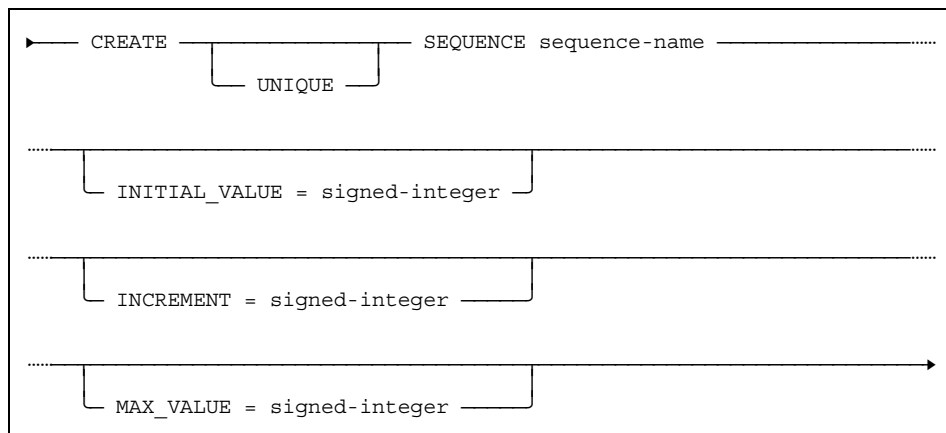 CREATE SEQUENCE sequence-name
UNIQUE
INITIAL_VALUE = signed-integer
INCREMENT = signed-integer
MAX_VALUE = signed-integer